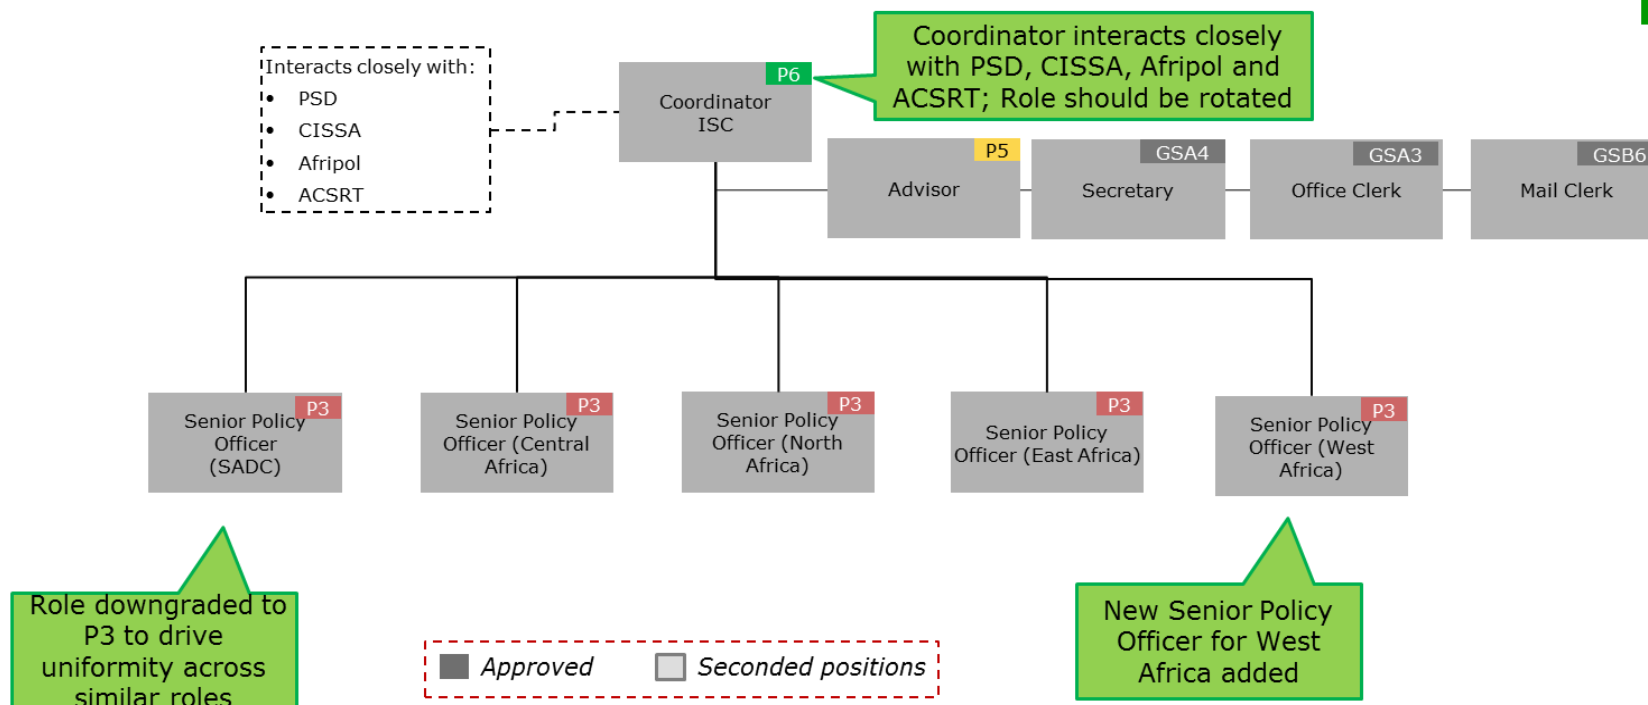 Interacts closely with:
• PSD
• CISSA
• Afripol
• ACSRT
P6
Coordinator
ISC
Coordinator interacts closely
with PSD, CISSA, Afripol and
ACSRT; Role should be rotated
P5
Advisor
GSA4
Secretary
GSA3
Office Clerk
GSB6
Mail Clerk
P3
Senior Policy
Officer
(SADC)
P3
Senior Policy
Officer (Central
Africa)
P3
Senior Policy
Officer (North
Africa)
P3
Senior Policy
Officer (East Africa)
P3
Senior Policy
Officer (West
Africa)
Role downgraded to
P3 to drive
uniformity across
similar roles
Approved
Seconded positions
New Senior Policy
Officer for West
Africa added